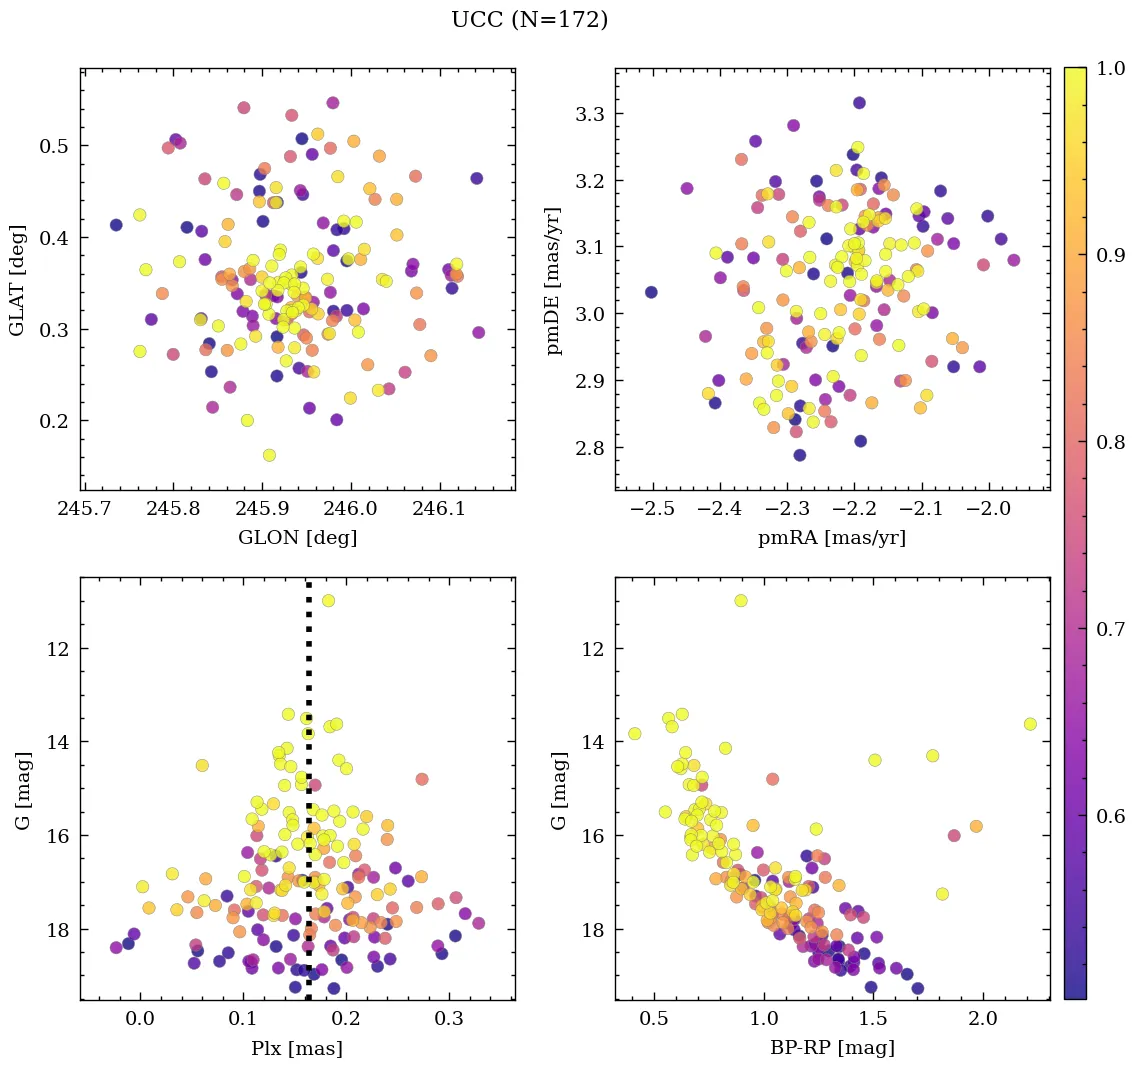 UCC (N=172)
0.5
0.4
0.3
0.2
GLAT [deg]
245.7 245.8 245.9 246.0 246.1
GLON [deg]
3.3
3.2
3.1
3.0
2.9
2.8
pmDE [mas/yr]
−2.5 −2.4 −2.3 −2.2 −2.1 −2.0
pmRA [mas/yr]
1.0
0.9
0.8
0.7
0.6
12
14
16
18
G [mag]
0.0 0.1 0.2 0.3
Plx [mas]
12
14
16
18
G [mag]
0.5 1.0 1.5 2.0
BP-RP [mag]